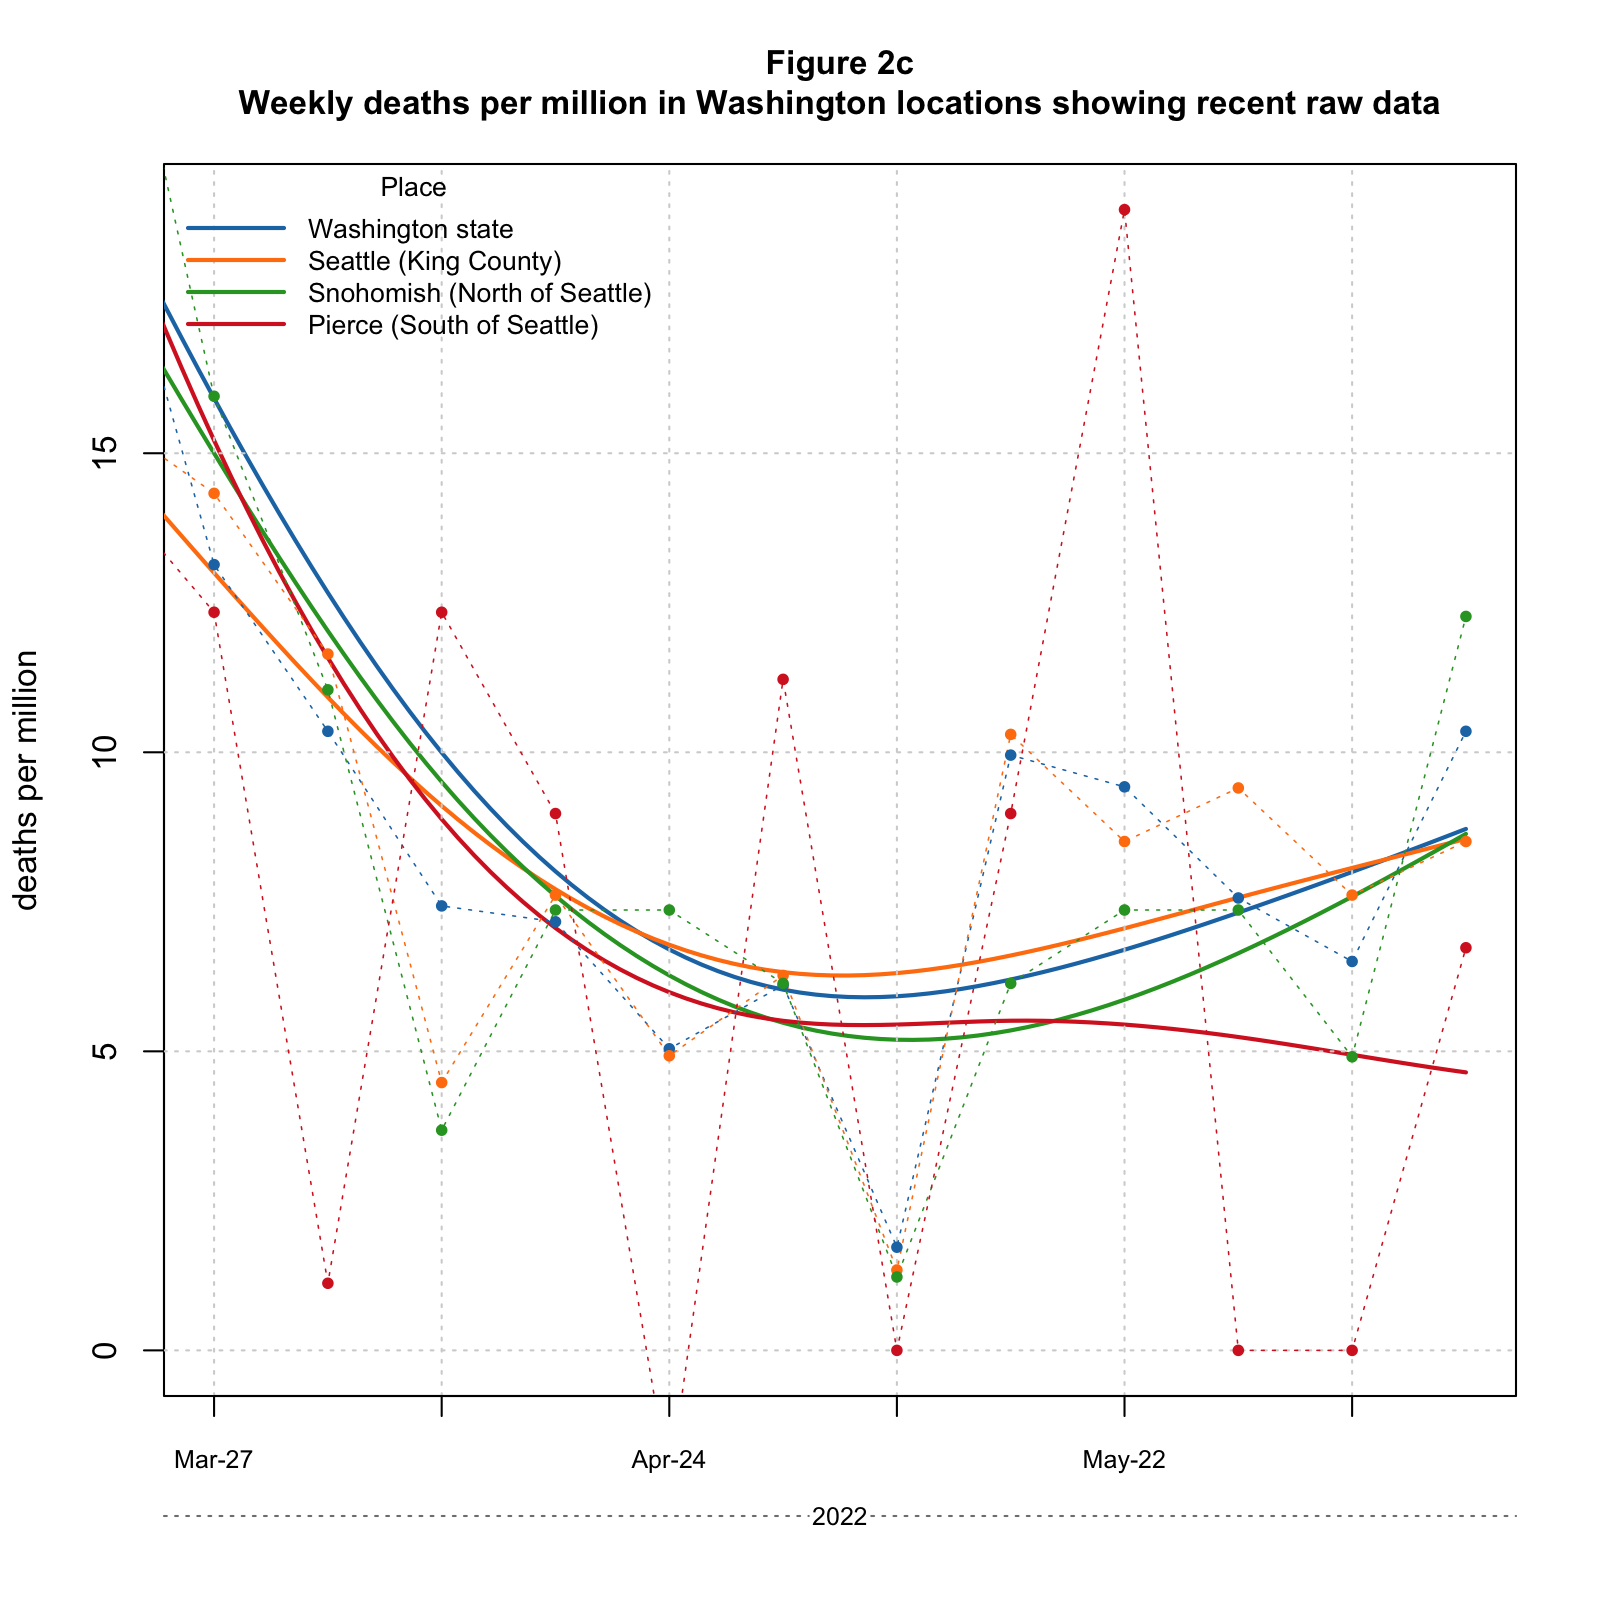 Figure 2c
Weekly deaths per million in Washington locations showing recent raw data
Place
Washington state
Seattle (King County)
Snohomish (North of Seattle)
Pierce (South of Seattle)
deaths per million
15
10
5
0
Mar-27
Apr-24
May-22
2022